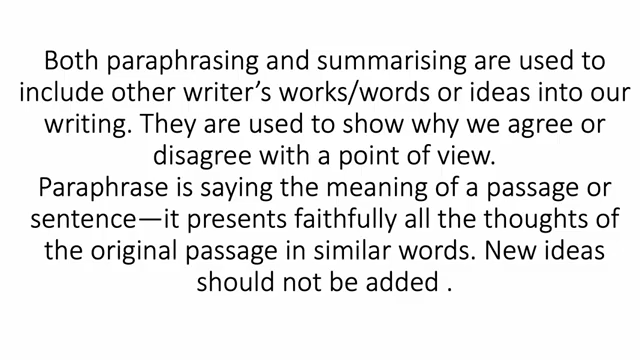 Both paraphrasing and summarising are used to
include other writer’s works/words or ideas into our
writing. They are used to show why we agree or
disagree with a point of view.
Paraphrase is saying the meaning of a passage or
sentence—it presents faithfully all the thoughts of
the original passage in similar words. New ideas
should not be added .